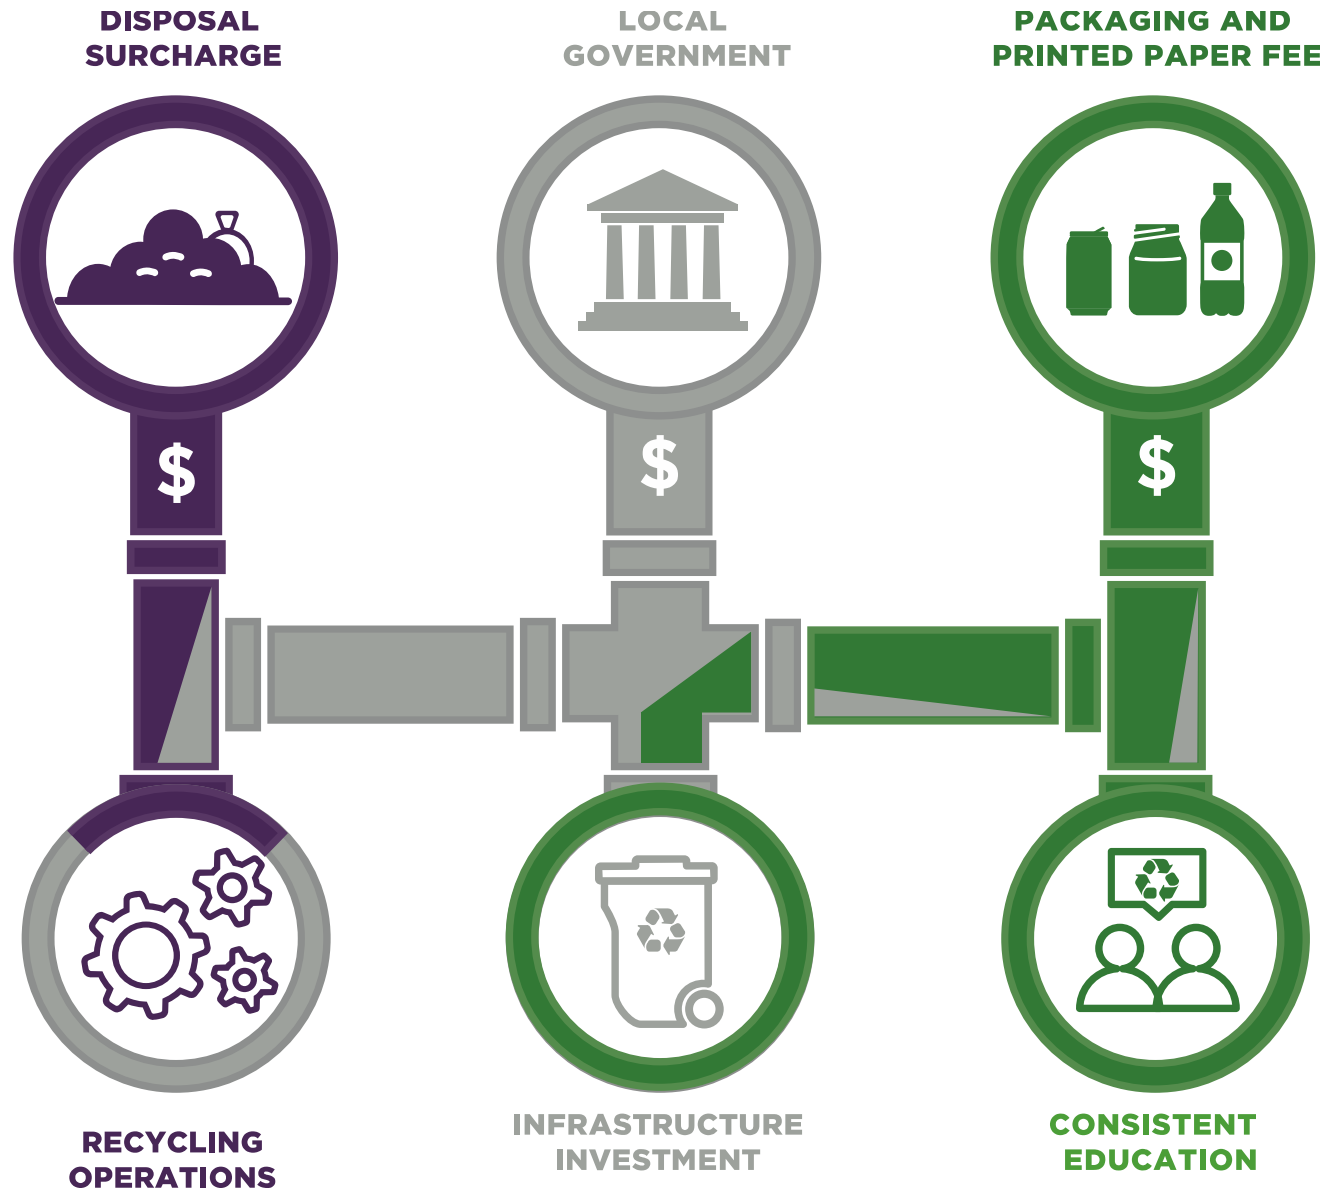 DISPOSAL
SURCHARGE
LOCAL
GOVERNMENT
PACKAGING AND
PRINTED PAPER FEE
$
$
$
RECYCLING
OPERATIONS
INFRASTRUCTURE
INVESTMENT
CONSISTENT
EDUCATION